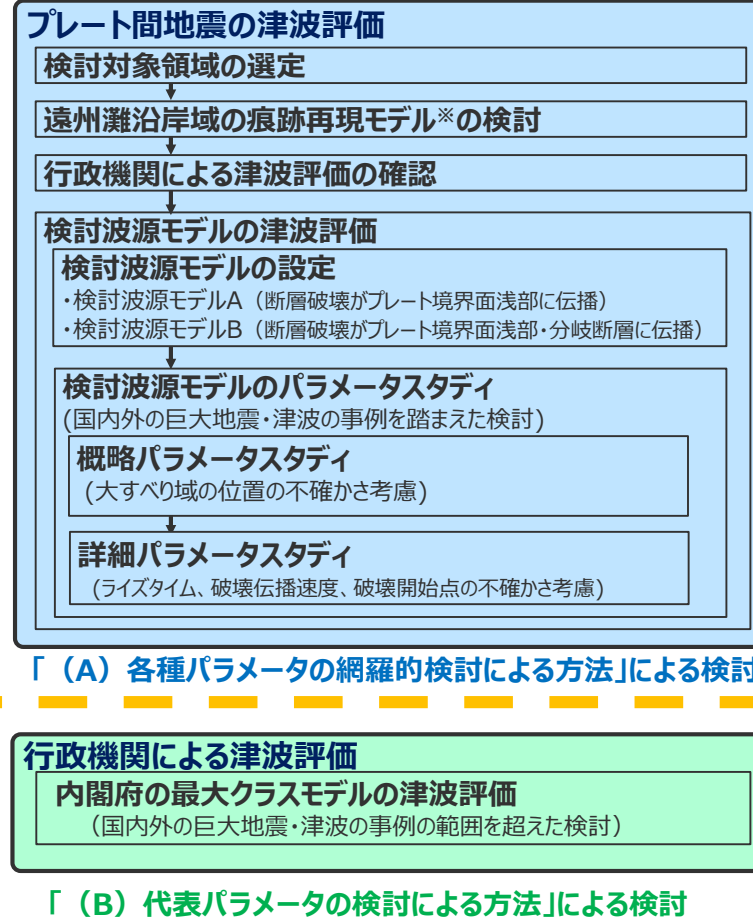 プレート間地震の津波評価
検討対象領域の選定
遠州灘沿岸域の痕跡再現モデル※の検討
行政機関による津波評価の確認
検討波源モデルの津波評価
検討波源モデルの設定
・検討波源モデルA（断層破壊がプレート境界面浅部に伝播）
・検討波源モデルB（断層破壊がプレート境界面浅部・分岐断層に伝播）
検討波源モデルのパラメータスタディ
(国内外の巨大地震・津波の事例を踏まえた検討)
概略パラメータスタディ
(大すべり域の位置の不確かさ考慮)
詳細パラメータスタディ
(ライズタイム、破壊伝播速度、破壊開始点の不確かさ考慮)
「（A）各種パラメータの網羅的検討による方法」による検討
行政機関による津波評価
内閣府の最大クラスモデルの津波評価
（国内外の巨大地震・津波の事例の範囲を超えた検討）
「（B）代表パラメータの検討による方法」による検討